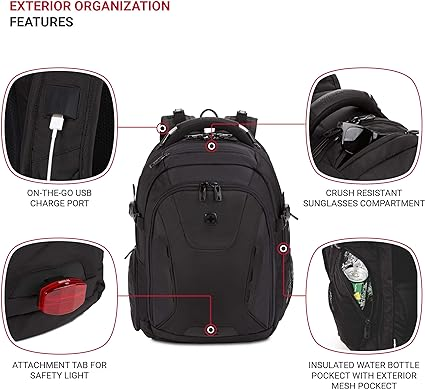 EXTERIOR ORGANIZATION
FEATURES
ON-THE-GO USB
CHARGE PORT
CRUSH RESISTANT
SUNGLASSES COMPARTMENT
ATTACHMENT TAB FOR
SAFETY LIGHT
INSULATED WATER BOTTLE
POCKECT WITH EXTERIOR
MESH POCKECT